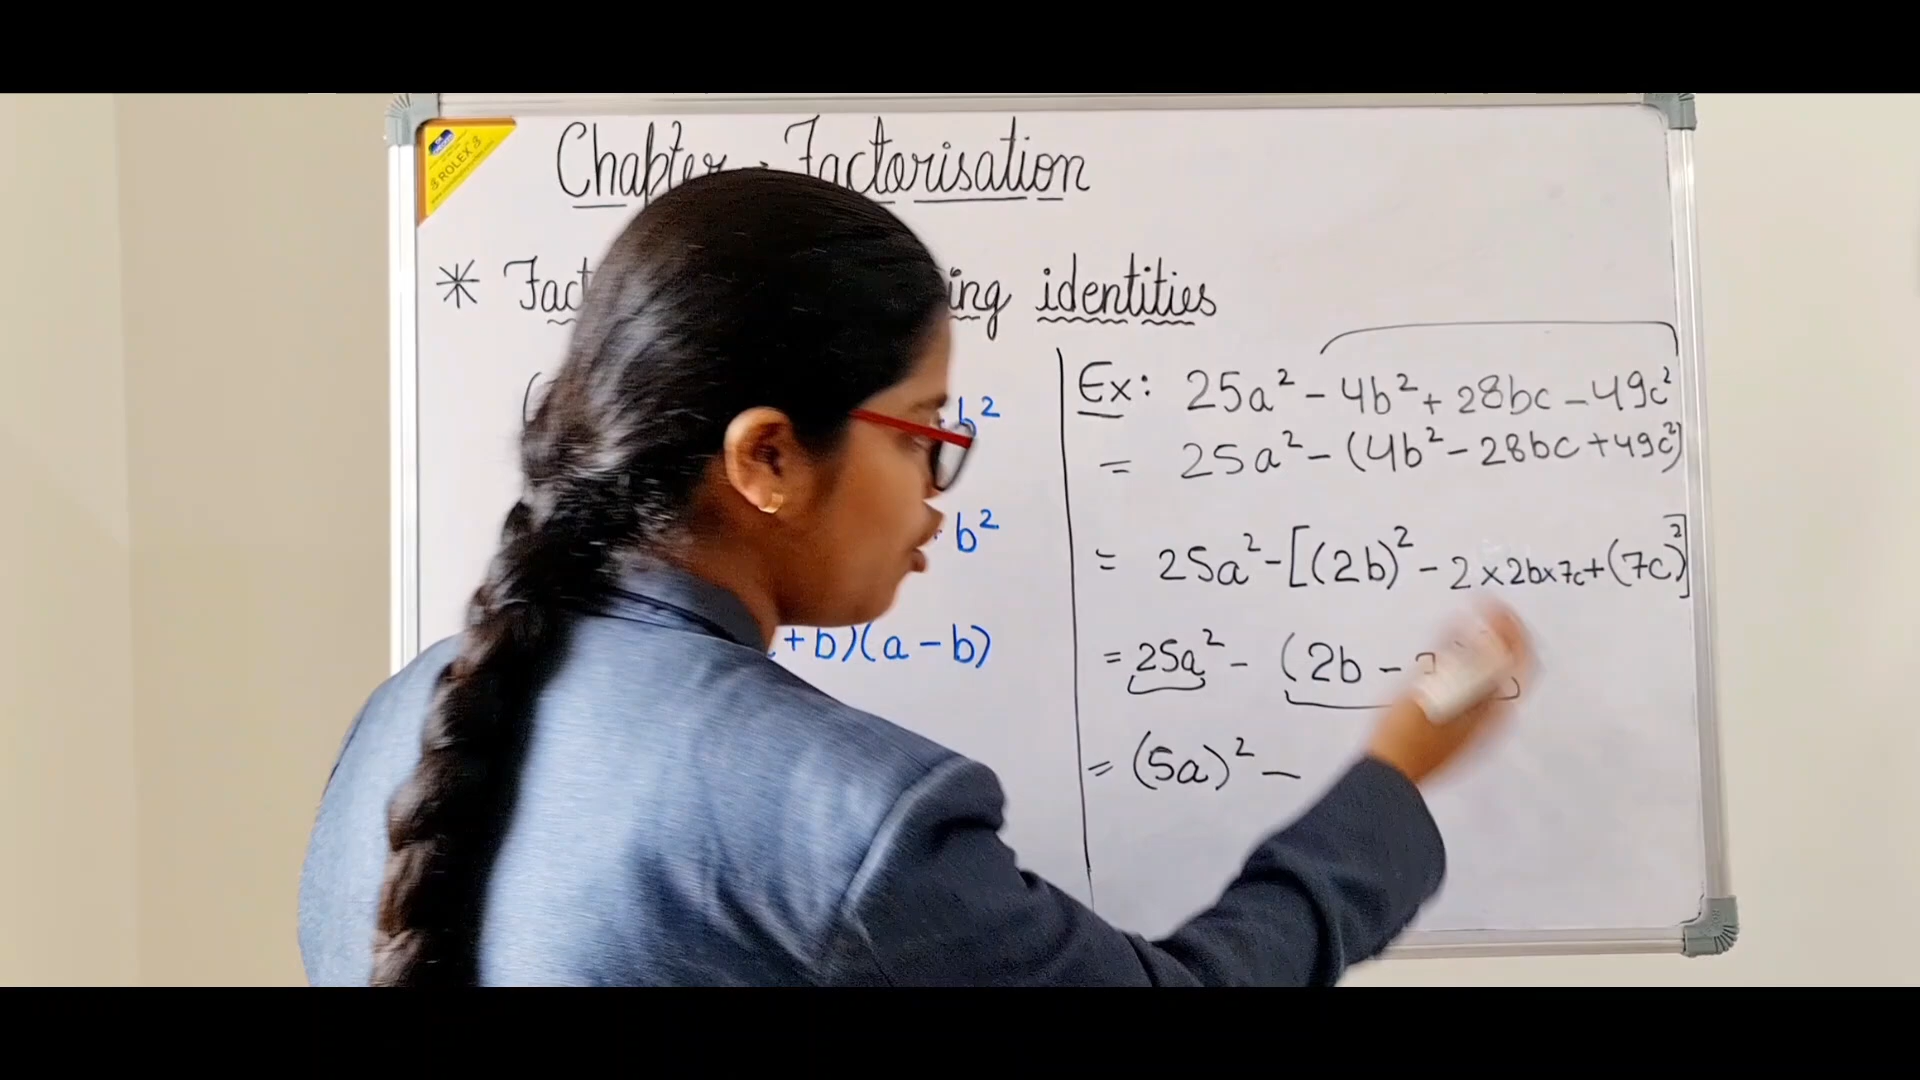 ROLEX
Chapter - Factorisation
* ing identities
b²
b²
+b)(a-b)
Ex: 25a² - 4b² + 28bc - 49c²
= 25a² - (4b² - 28bc + 49c²)
= 25a² - [(2b)² - 2 × 2b × 7c + (7c)²]
= 25a² - (2b -
= (5a)² -